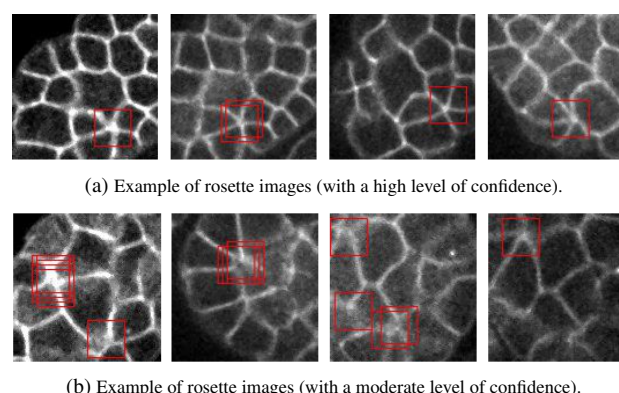 (a) Example of rosette images (with a high level of confidence).
(b) Example of rosette images (with a moderate level of confidence).